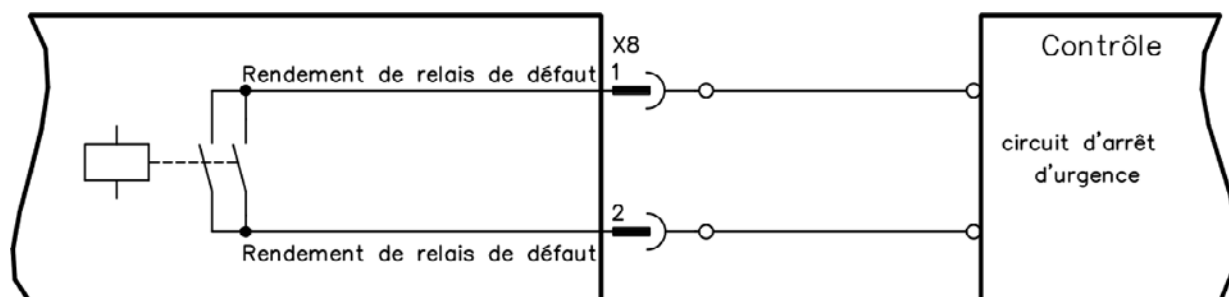 X8
Contrôle
Rendement de relais de défaut
1
circuit d'arrêt
d'urgence
2
Rendement de relais de défaut